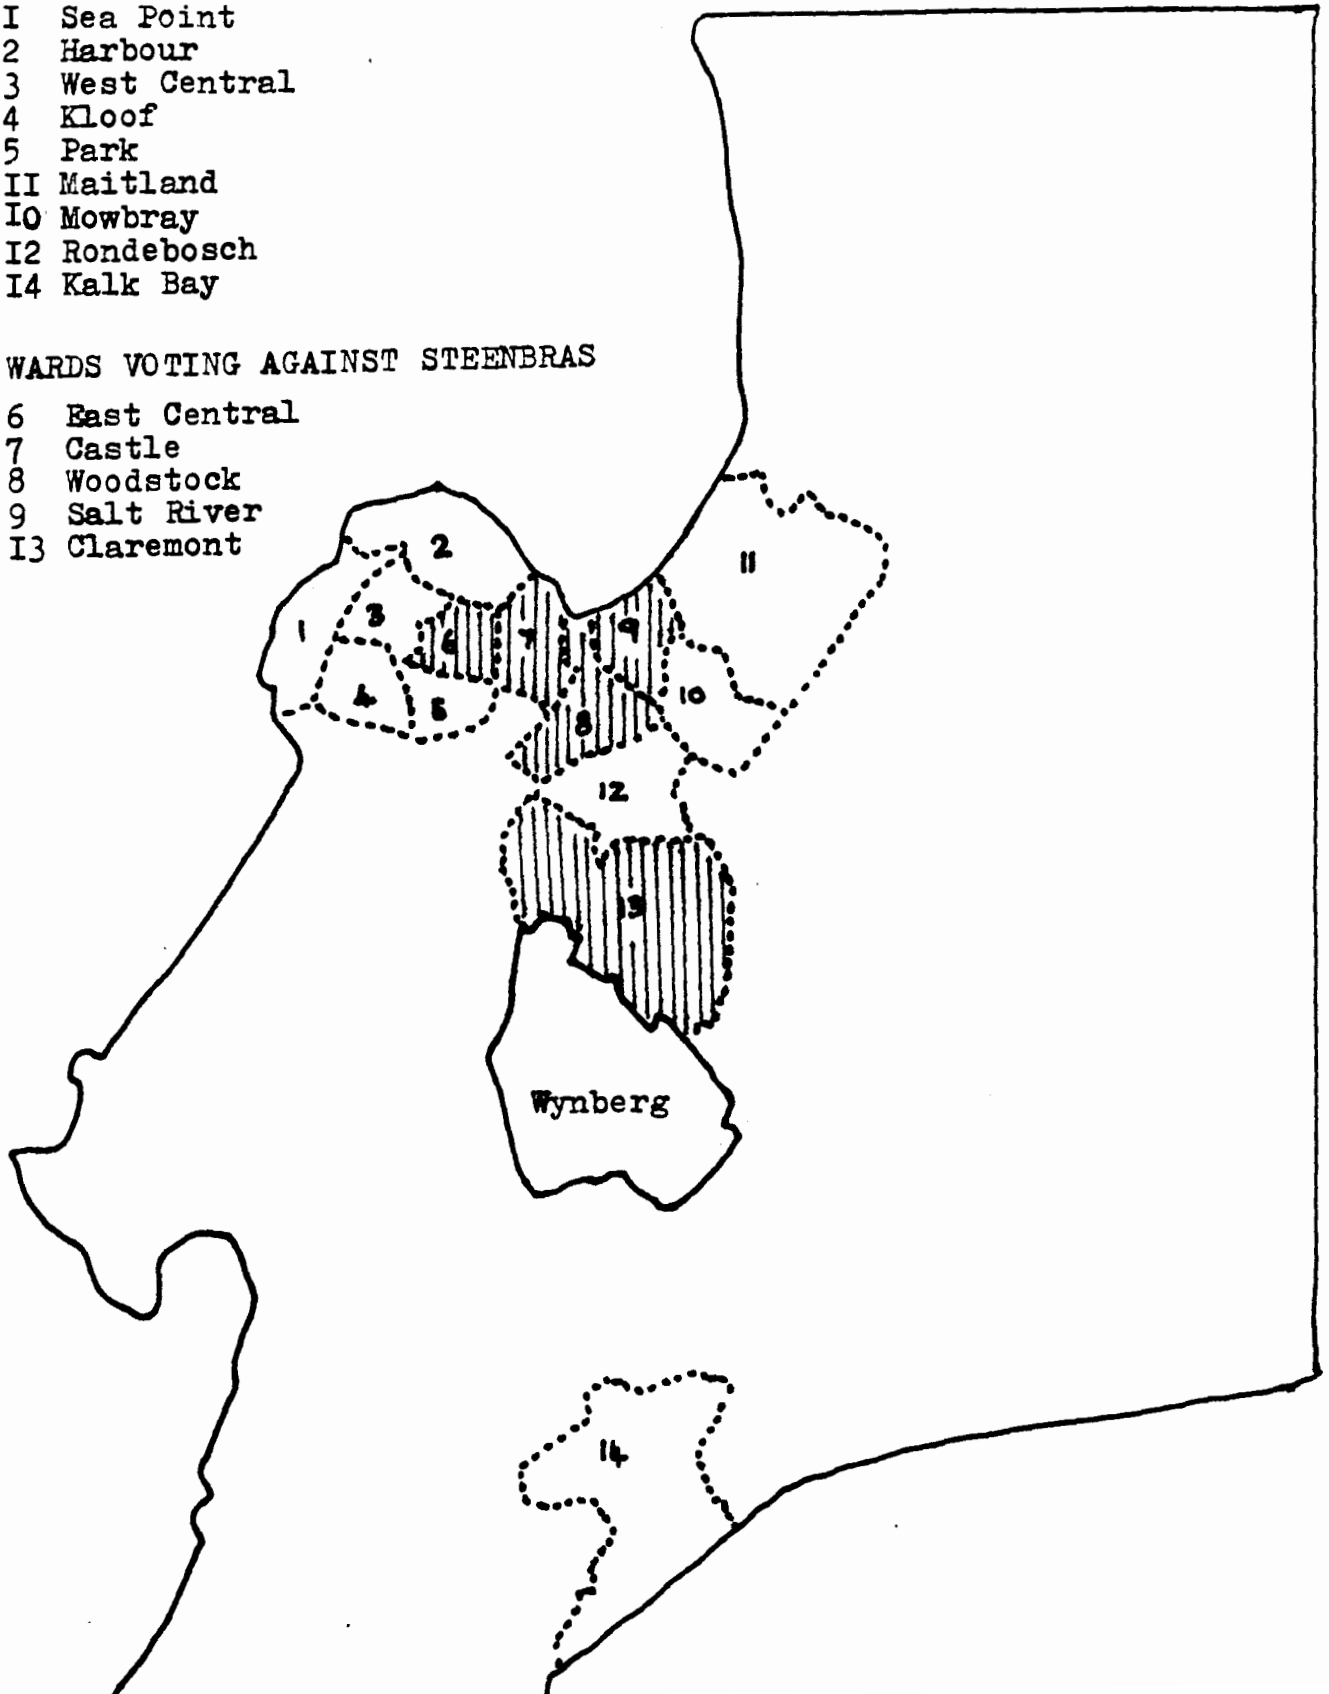 I Sea Point
2 Harbour
3 West Central
4 Kloof
5 Park
II Maitland
IO Mowbray
I2 Rondebosch
I4 Kalk Bay
WARDS VOTING AGAINST STEENBRAS
6 East Central
7 Castle
8 Woodstock
9 Salt River
I3 Claremont
2
11
3
1
6
7
9
4
5
10
8
12
13
Wynberg
14